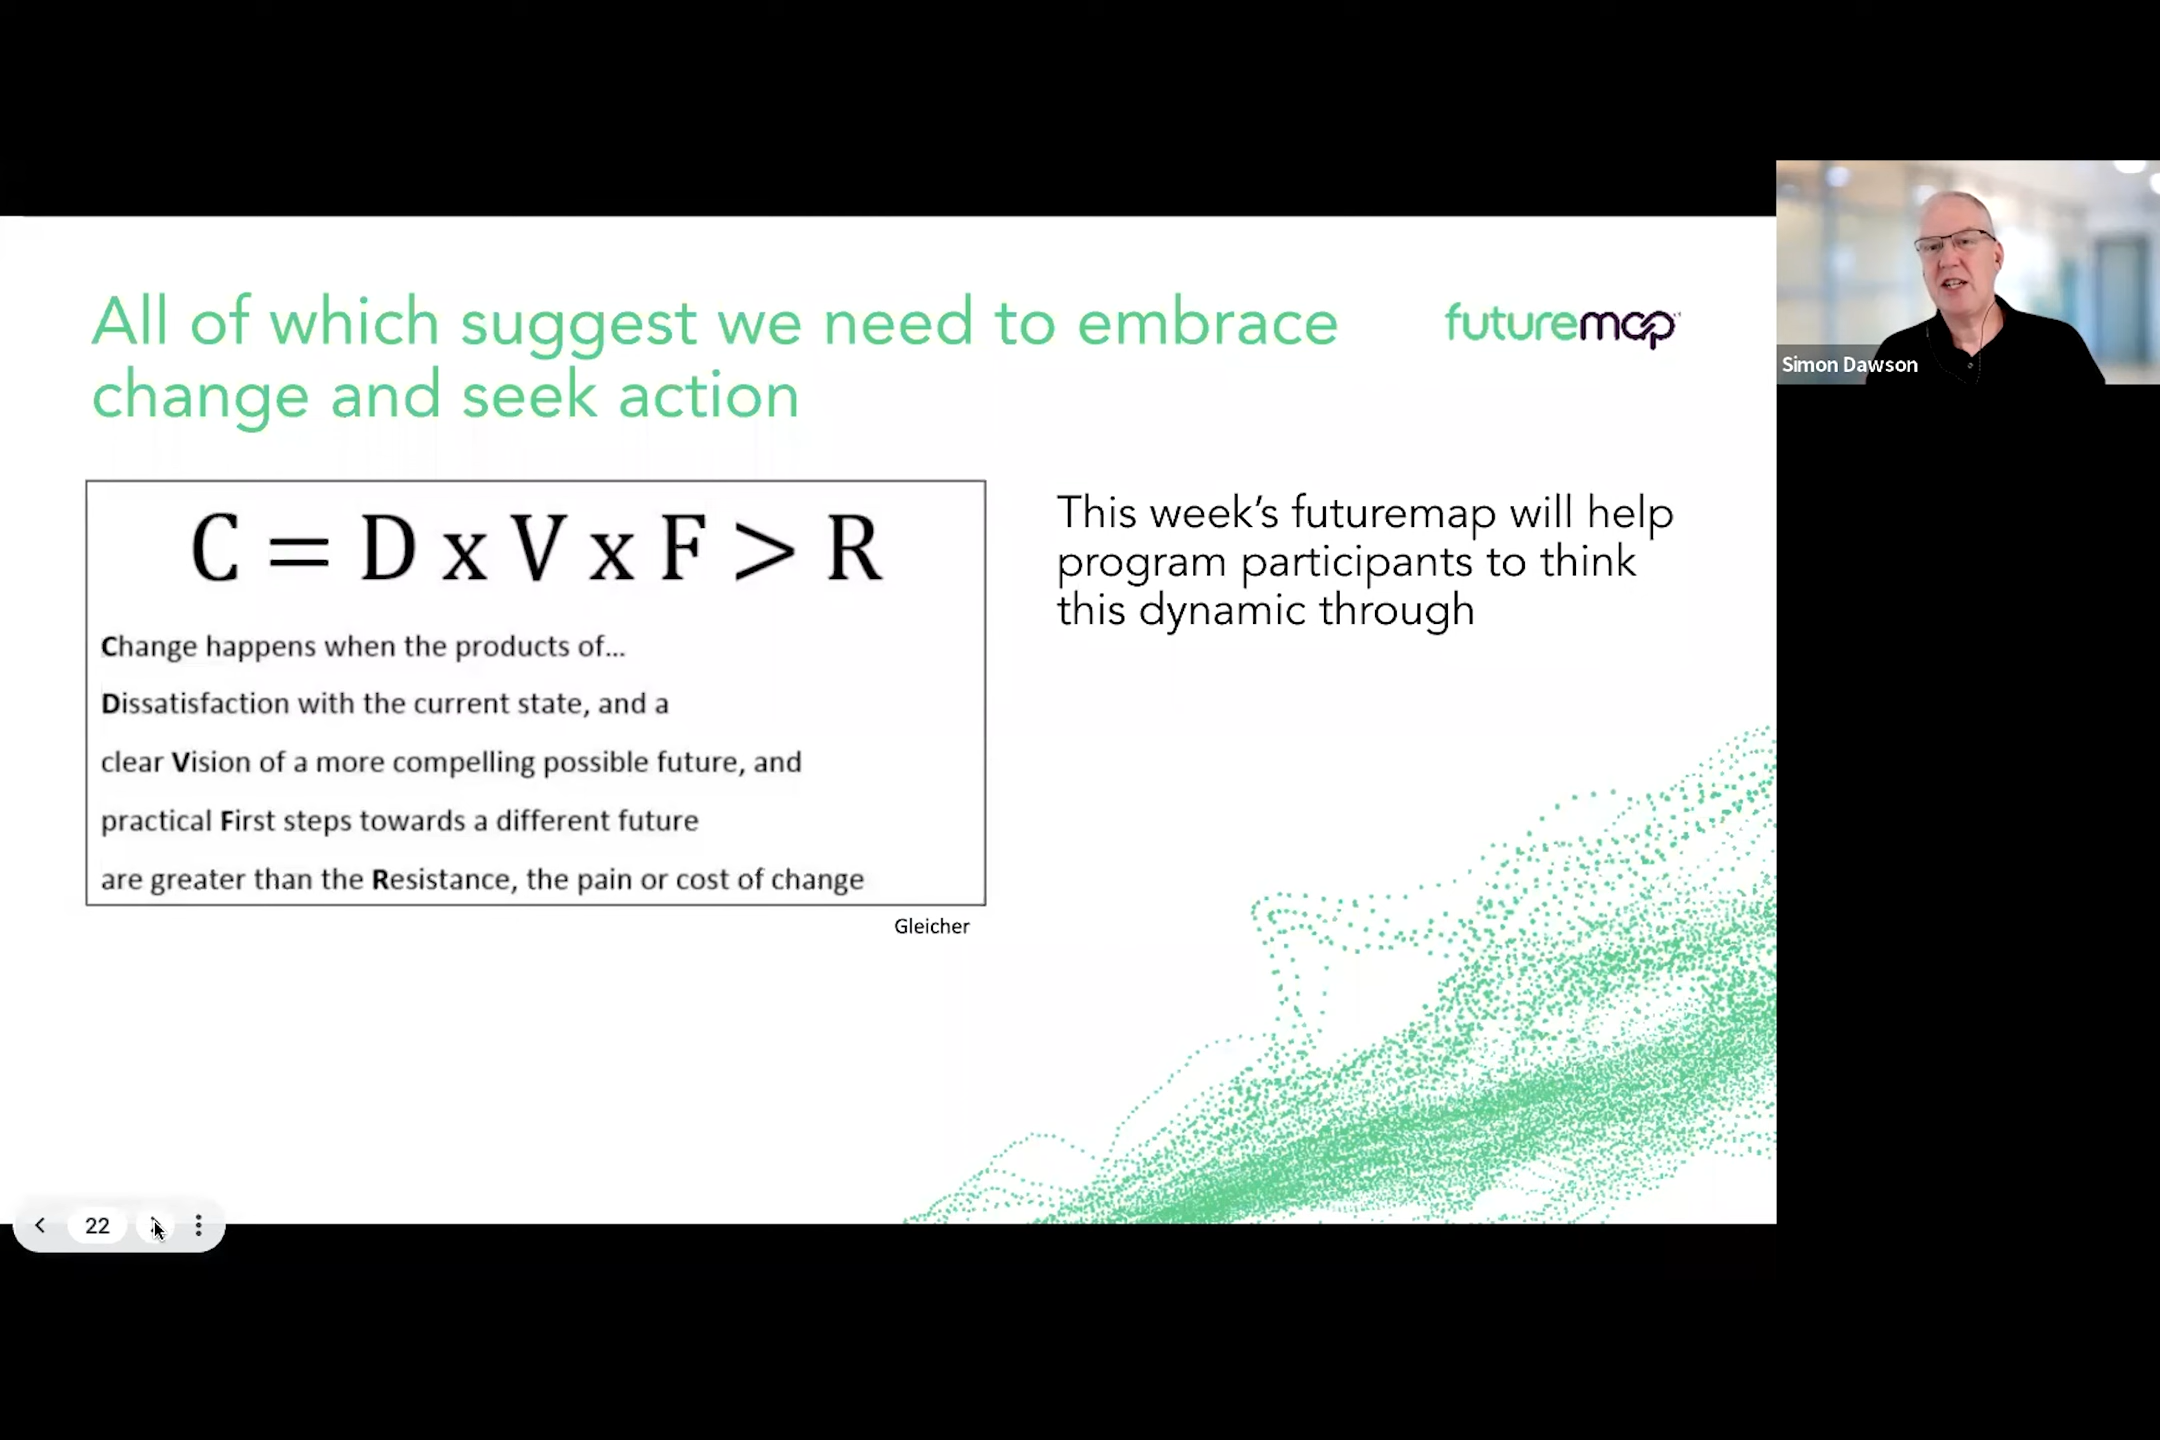 All of which suggest we need to embrace
change and seek action
futuremap
Simon Dawson
C = D x V x F > R
Change happens when the products of...
Dissatisfaction with the current state, and a
clear Vision of a more compelling possible future, and
practical First steps towards a different future
are greater than the Resistance, the pain or cost of change
Gleicher
This week's futuremap will help
program participants to think
this dynamic through
22